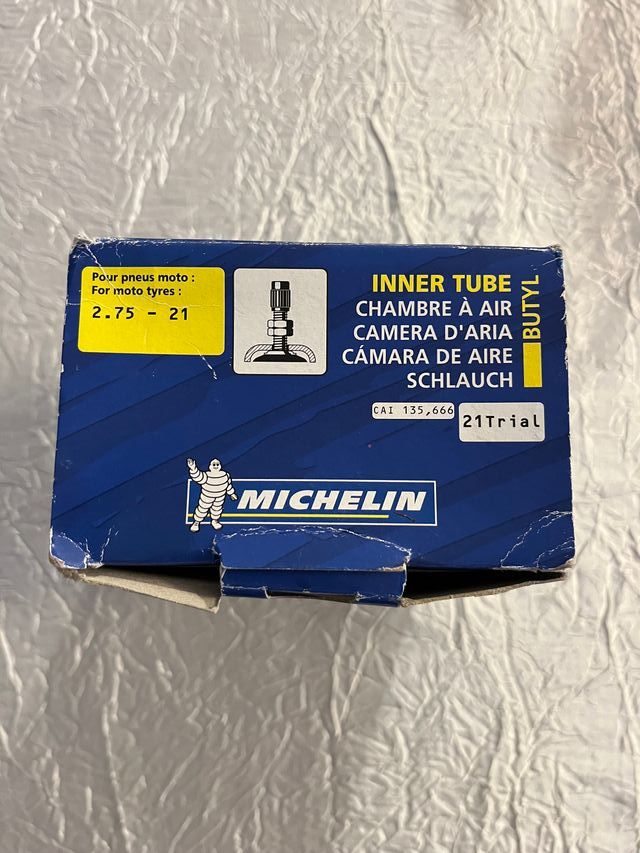 Pour pneus moto :
For moto tyres :
2.75 - 21
INNER TUBE
CHAMBRE À AIR
CAMERA D'ARIA
CÁMARA DE AIRE
SCHLAUCH
BUTYL
CAI 135,666
21Trial
MICHELIN